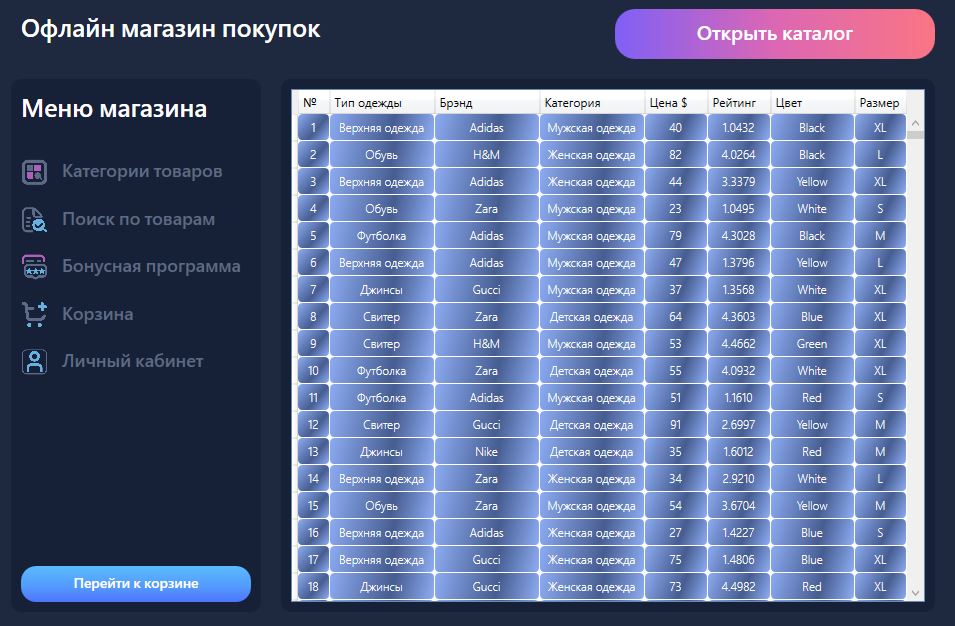 Офлайн магазин покупок
Открыть каталог
Меню магазина
Категории товаров
Поиск по товарам
Бонусная программа
Корзина
Личный кабинет
Перейти к корзине
№ Тип одежды Брэнд Категория Цена $ Рейтинг Цвет Размер
1 Верхняя одежда Adidas Мужская одежда 40 1.0432 Black XL
2 Обувь H&M Женская одежда 82 4.0264 Black L
3 Верхняя одежда Adidas Женская одежда 44 3.3379 Yellow XL
4 Обувь Zara Мужская одежда 23 1.0495 White S
5 Футболка Adidas Мужская одежда 79 4.3028 Black M
6 Верхняя одежда Adidas Мужская одежда 47 1.3796 Yellow L
7 Джинсы Gucci Мужская одежда 37 1.3568 White XL
8 Свитер Zara Детская одежда 64 4.3603 Blue XL
9 Свитер H&M Мужская одежда 53 4.4662 Green XL
10 Футболка Zara Детская одежда 55 4.0932 White XL
11 Футболка Adidas Мужская одежда 51 1.1610 Red S
12 Свитер Gucci Детская одежда 91 2.6997 Yellow M
13 Джинсы Nike Детская одежда 35 1.6012 Red M
14 Верхняя одежда Zara Женская одежда 34 2.9210 White L
15 Обувь Zara Мужская одежда 54 3.6704 Yellow M
16 Верхняя одежда Adidas Женская одежда 27 1.4227 Blue S
17 Верхняя одежда Gucci Женская одежда 75 1.4806 Blue XL
18 Джинсы Gucci Женская одежда 73 4.4982 Red XL